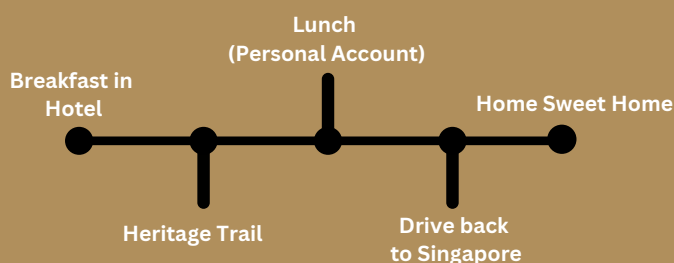 Breakfast in
Hotel
Heritage Trail
Lunch
(Personal Account)
Drive back
to Singapore
Home Sweet Home